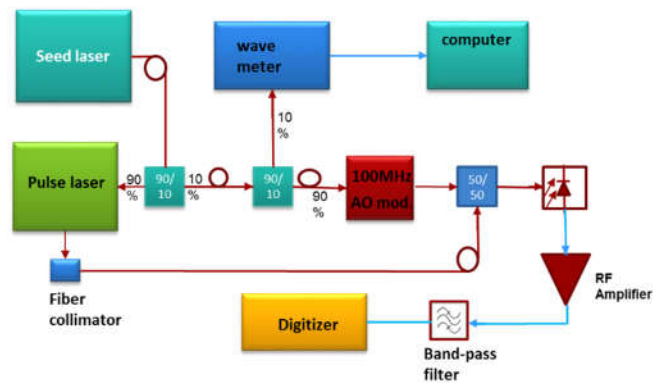 Seed laser
wave
meter
computer
10
%
Pulse laser
90
%
90/
10
10
%
90/
10
90
%
100MHz
AO mod.
50/
50
Fiber
collimator
RF
Amplifier
Digitizer
Band-pass
filter